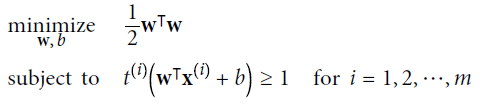 minimize 1/2 wᵀw
w, b
subject to t⁽ⁱ⁾(wᵀx⁽ⁱ⁾ + b) ≥ 1 for i = 1, 2, ⋯, m